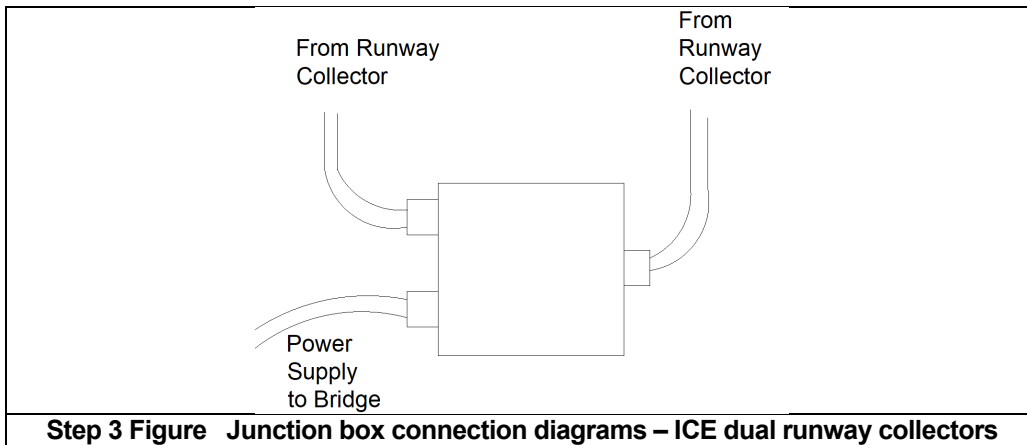 From Runway
Collector
From
Runway
Collector
Power
Supply
to Bridge
Step 3 Figure Junction box connection diagrams – ICE dual runway collectors